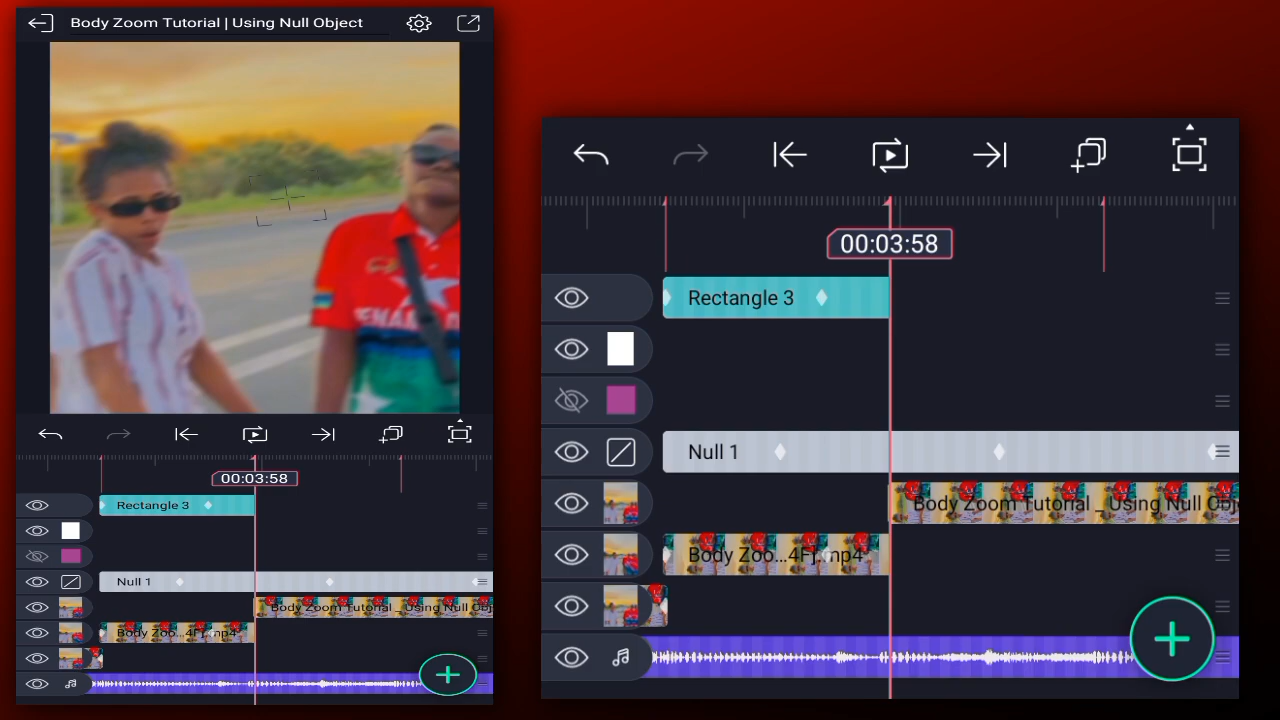 Body Zoom Tutorial | Using Null Object
00:03:58
Rectangle 3
Null 1
Body Zoom Tutorial _ Using Null Obj
Body Zoo...4F).mp4
00:03:58
Rectangle 3
Null 1
Body Zoom Tutorial _ Using Null Obj
Body Zoo...4F).mp4